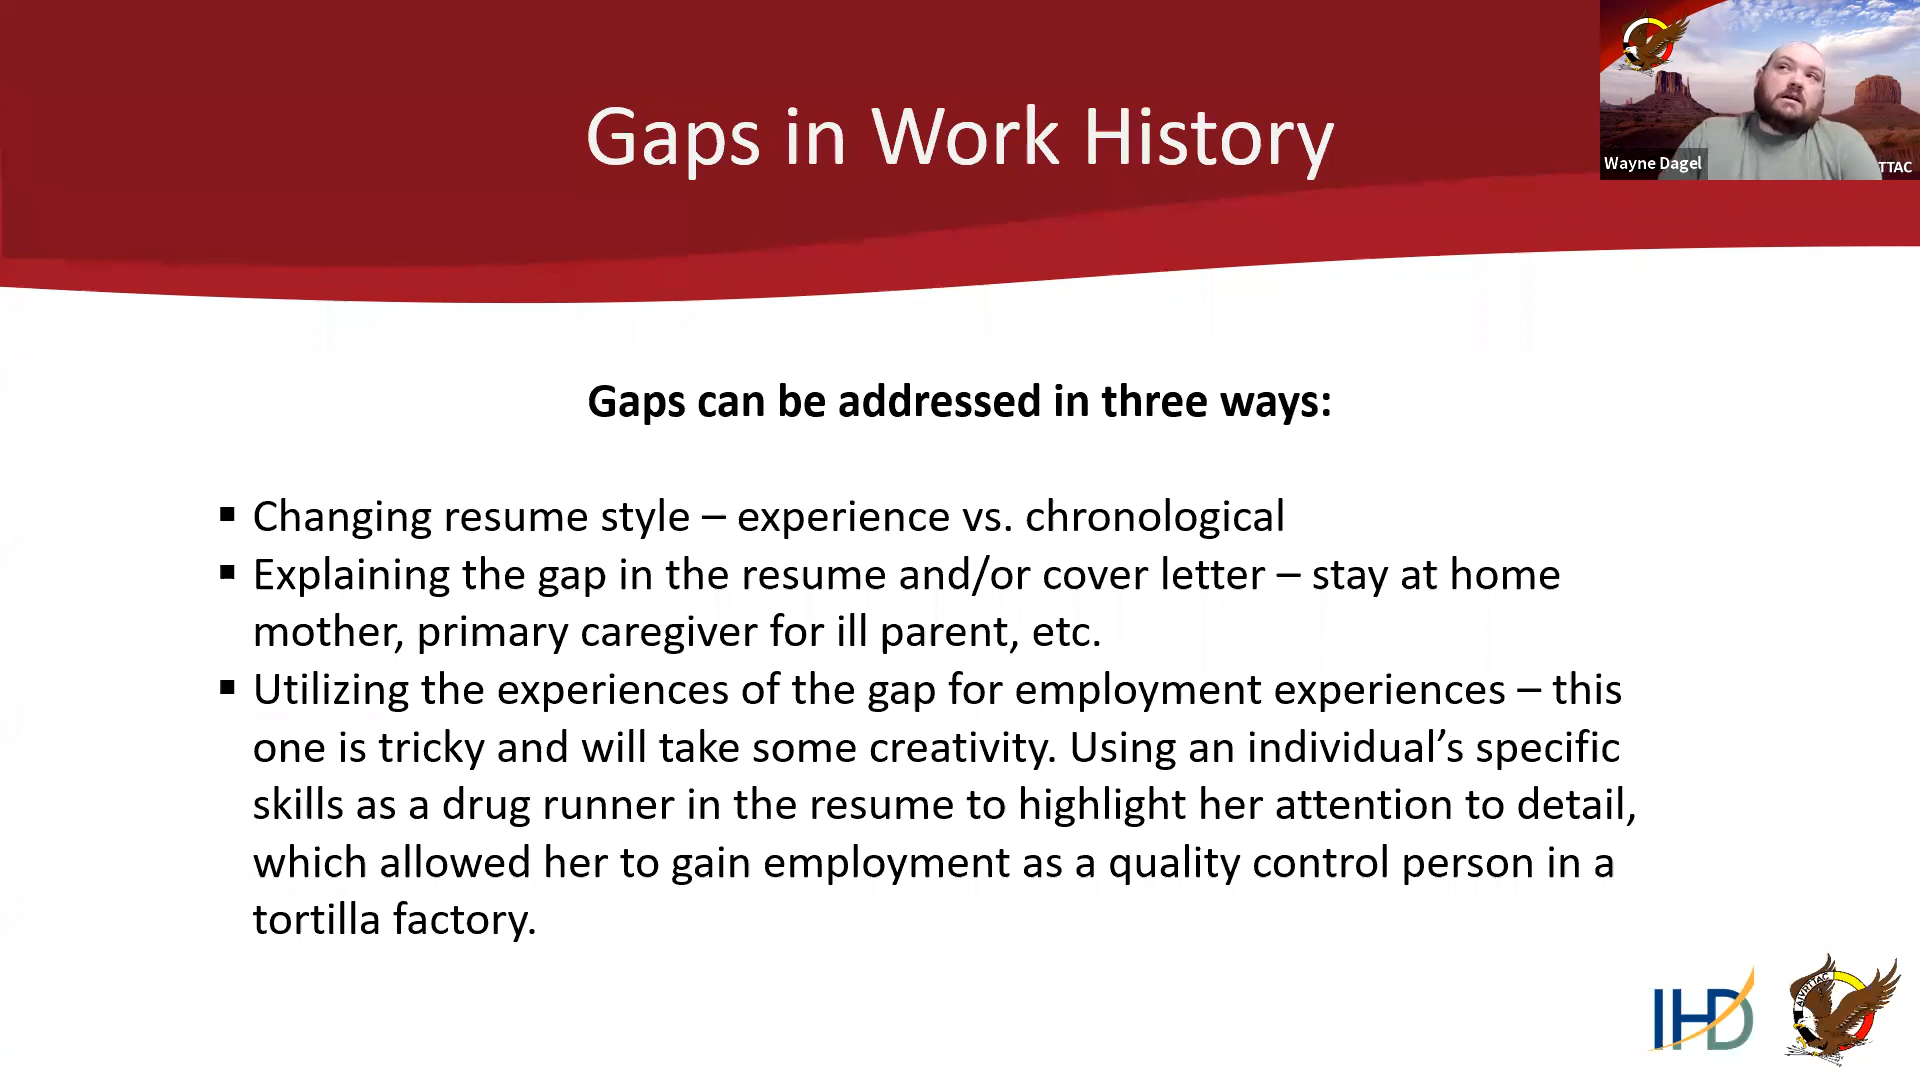 Gaps in Work History
Wayne Dagel
TTAC
Gaps can be addressed in three ways:
▪ Changing resume style – experience vs. chronological
▪ Explaining the gap in the resume and/or cover letter – stay at home
mother, primary caregiver for ill parent, etc.
▪ Utilizing the experiences of the gap for employment experiences – this
one is tricky and will take some creativity. Using an individual’s specific
skills as a drug runner in the resume to highlight her attention to detail,
which allowed her to gain employment as a quality control person in a
tortilla factory.
IHD
AIVRTTAC